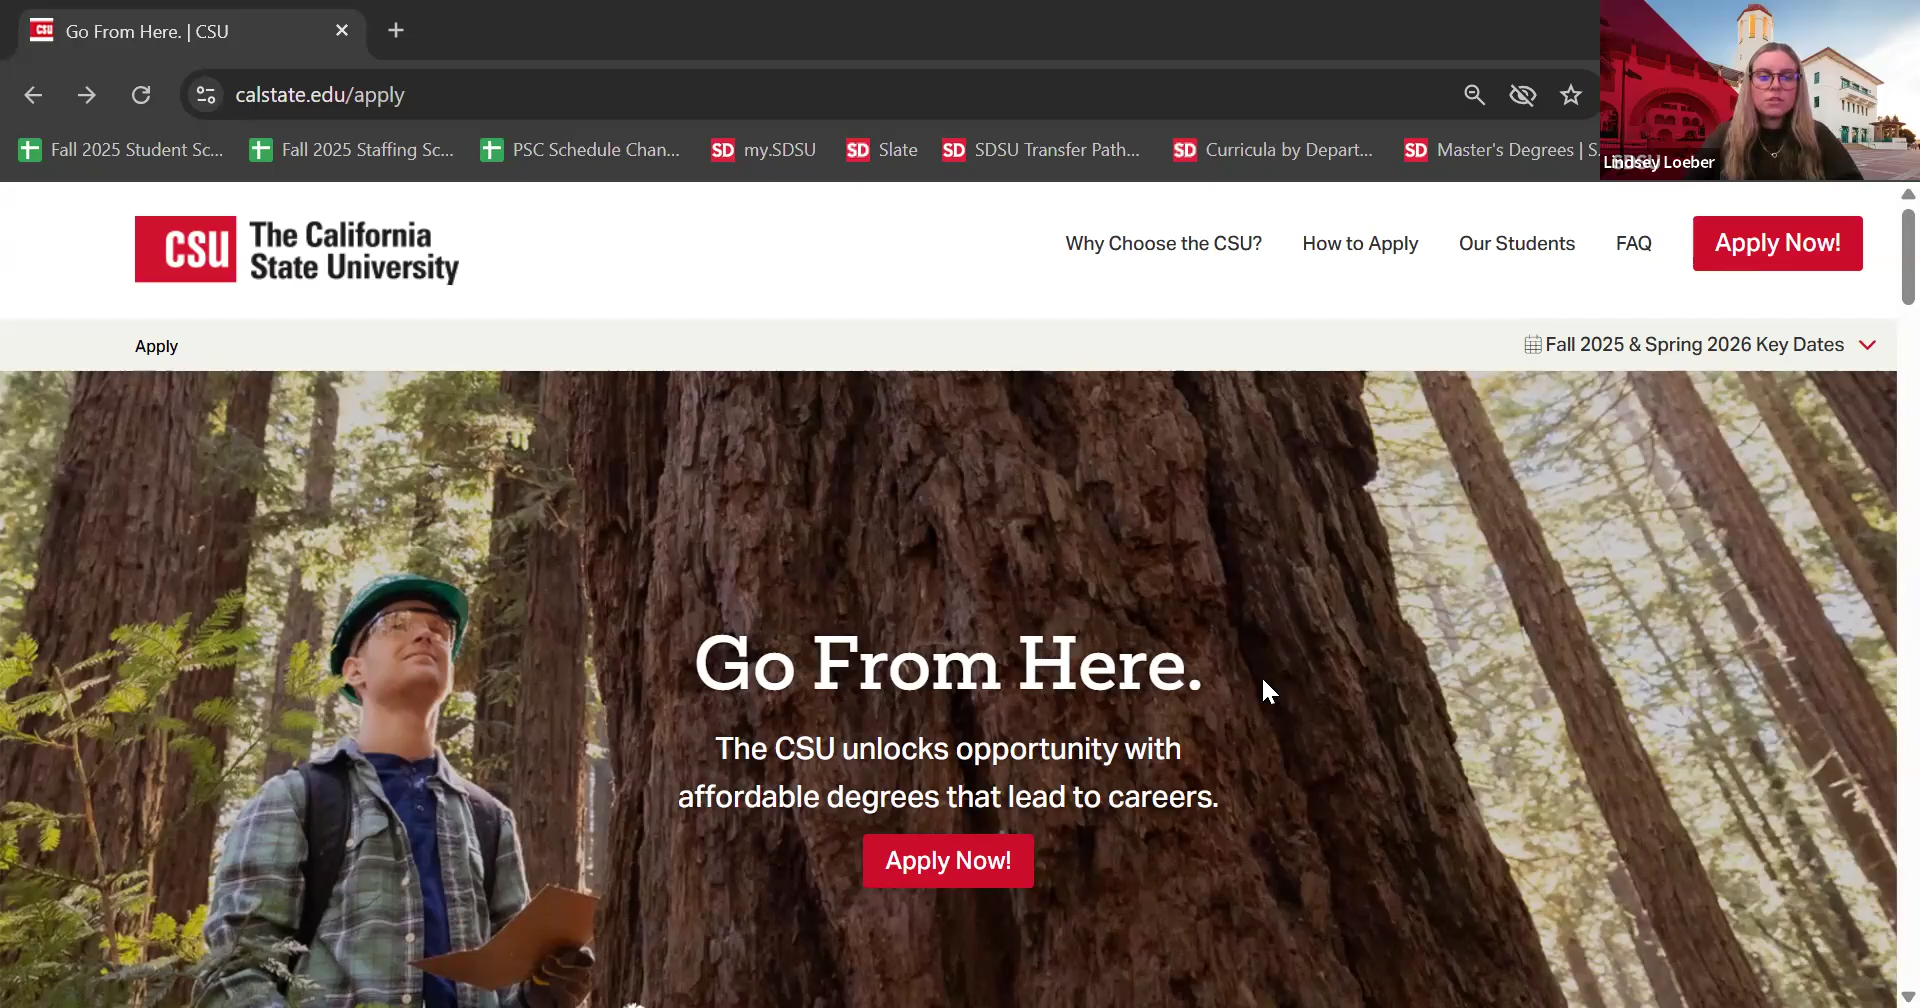 CSU Go From Here. | CSU
calstate.edu/apply
Fall 2025 Student Sc...
Fall 2025 Staffing Sc...
PSC Schedule Chan...
SD my.SDSU
SD Slate
SD SDSU Transfer Path...
SD Curricula by Depart...
SD Master's Degrees | S
Lindsey Loeber
CSU The California
State University
Why Choose the CSU?
How to Apply
Our Students
FAQ
Apply Now!
Apply
Fall 2025 & Spring 2026 Key Dates
Go From Here.
The CSU unlocks opportunity with
affordable degrees that lead to careers.
Apply Now!